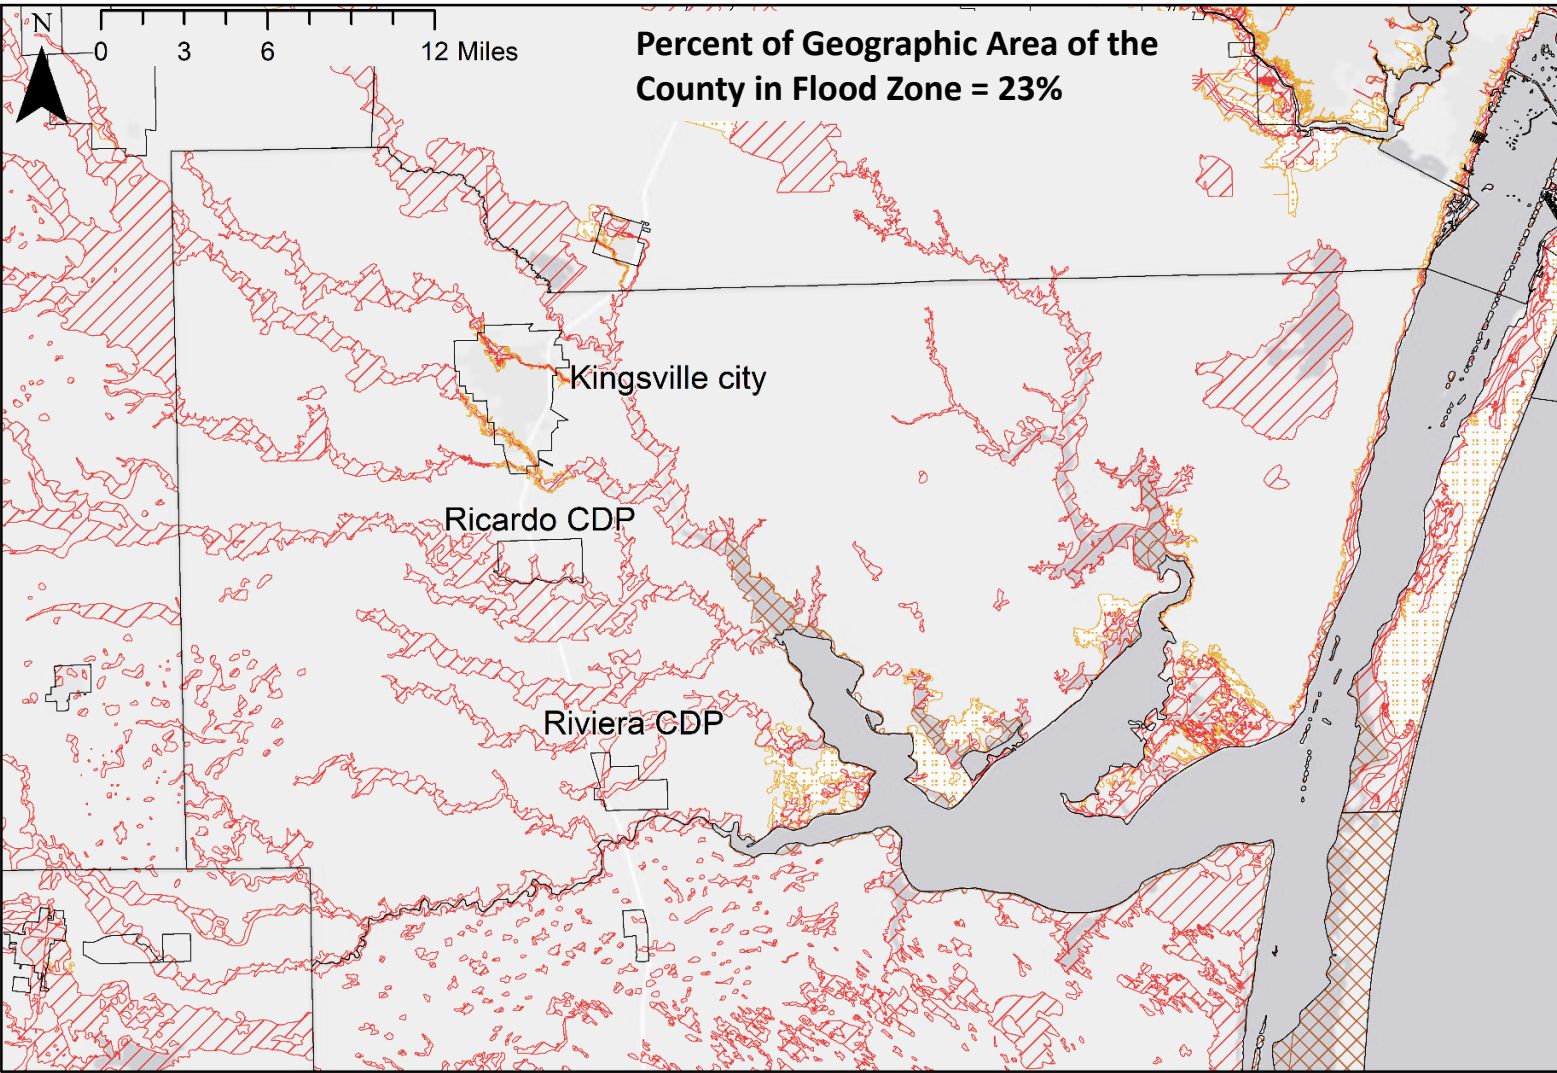 N
0 3 6 12 Miles
Percent of Geographic Area of the
County in Flood Zone = 23%
Kingsville city
Ricardo CDP
Riviera CDP